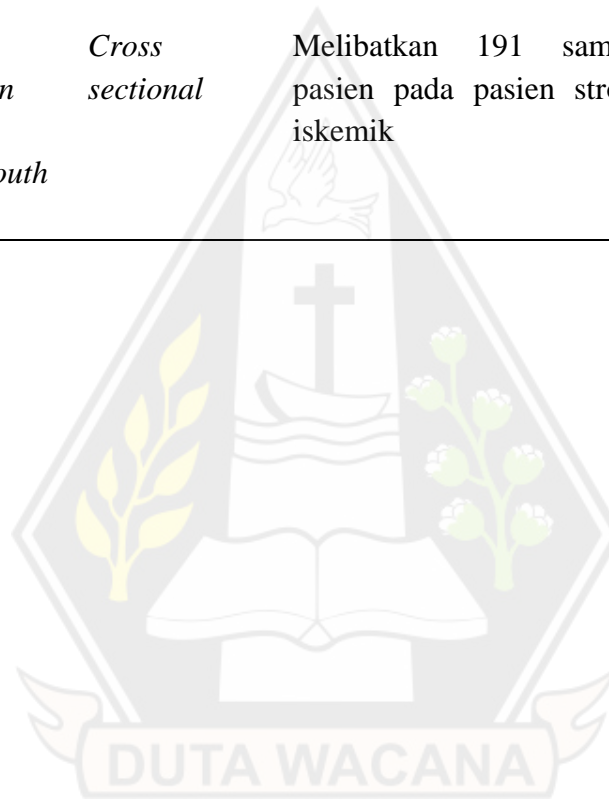 Cross Melibatkan 191 sam
n sectional pasien pada pasien str
iskemik
outh
DUTA WACANA